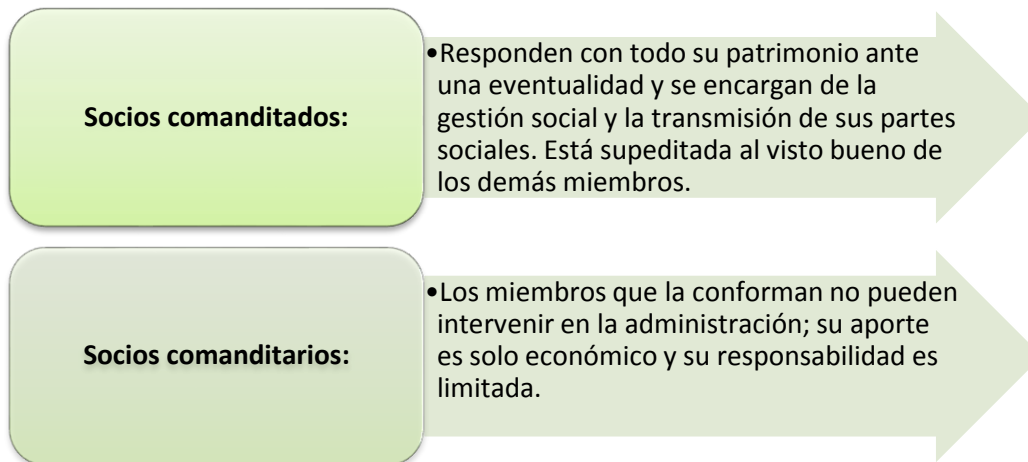 Socios comanditados:
•Responden con todo su patrimonio ante
una eventualidad y se encargan de la
gestión social y la transmisión de sus partes
sociales. Está supeditada al visto bueno de
los demás miembros.
Socios comanditarios:
•Los miembros que la conforman no pueden
intervenir en la administración; su aporte
es solo económico y su responsabilidad es
limitada.